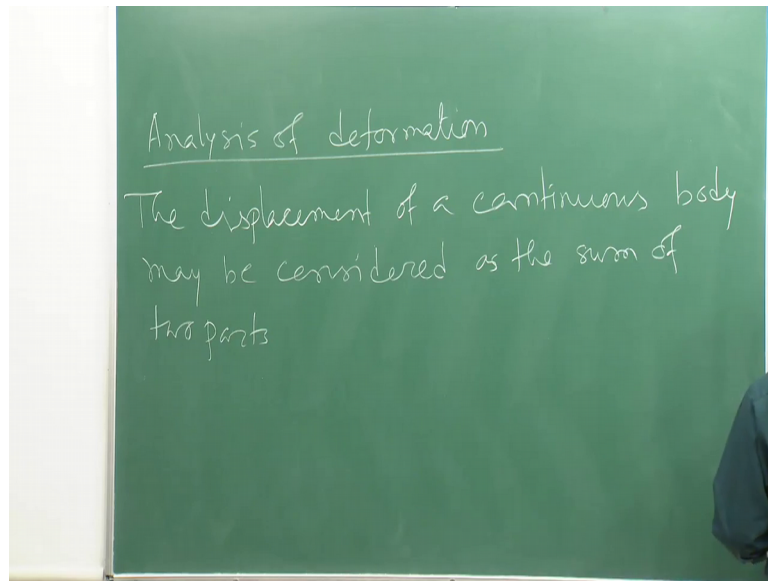 Analysis of deformation
The displacement of a continuous body
may be considered as the sum of
two parts